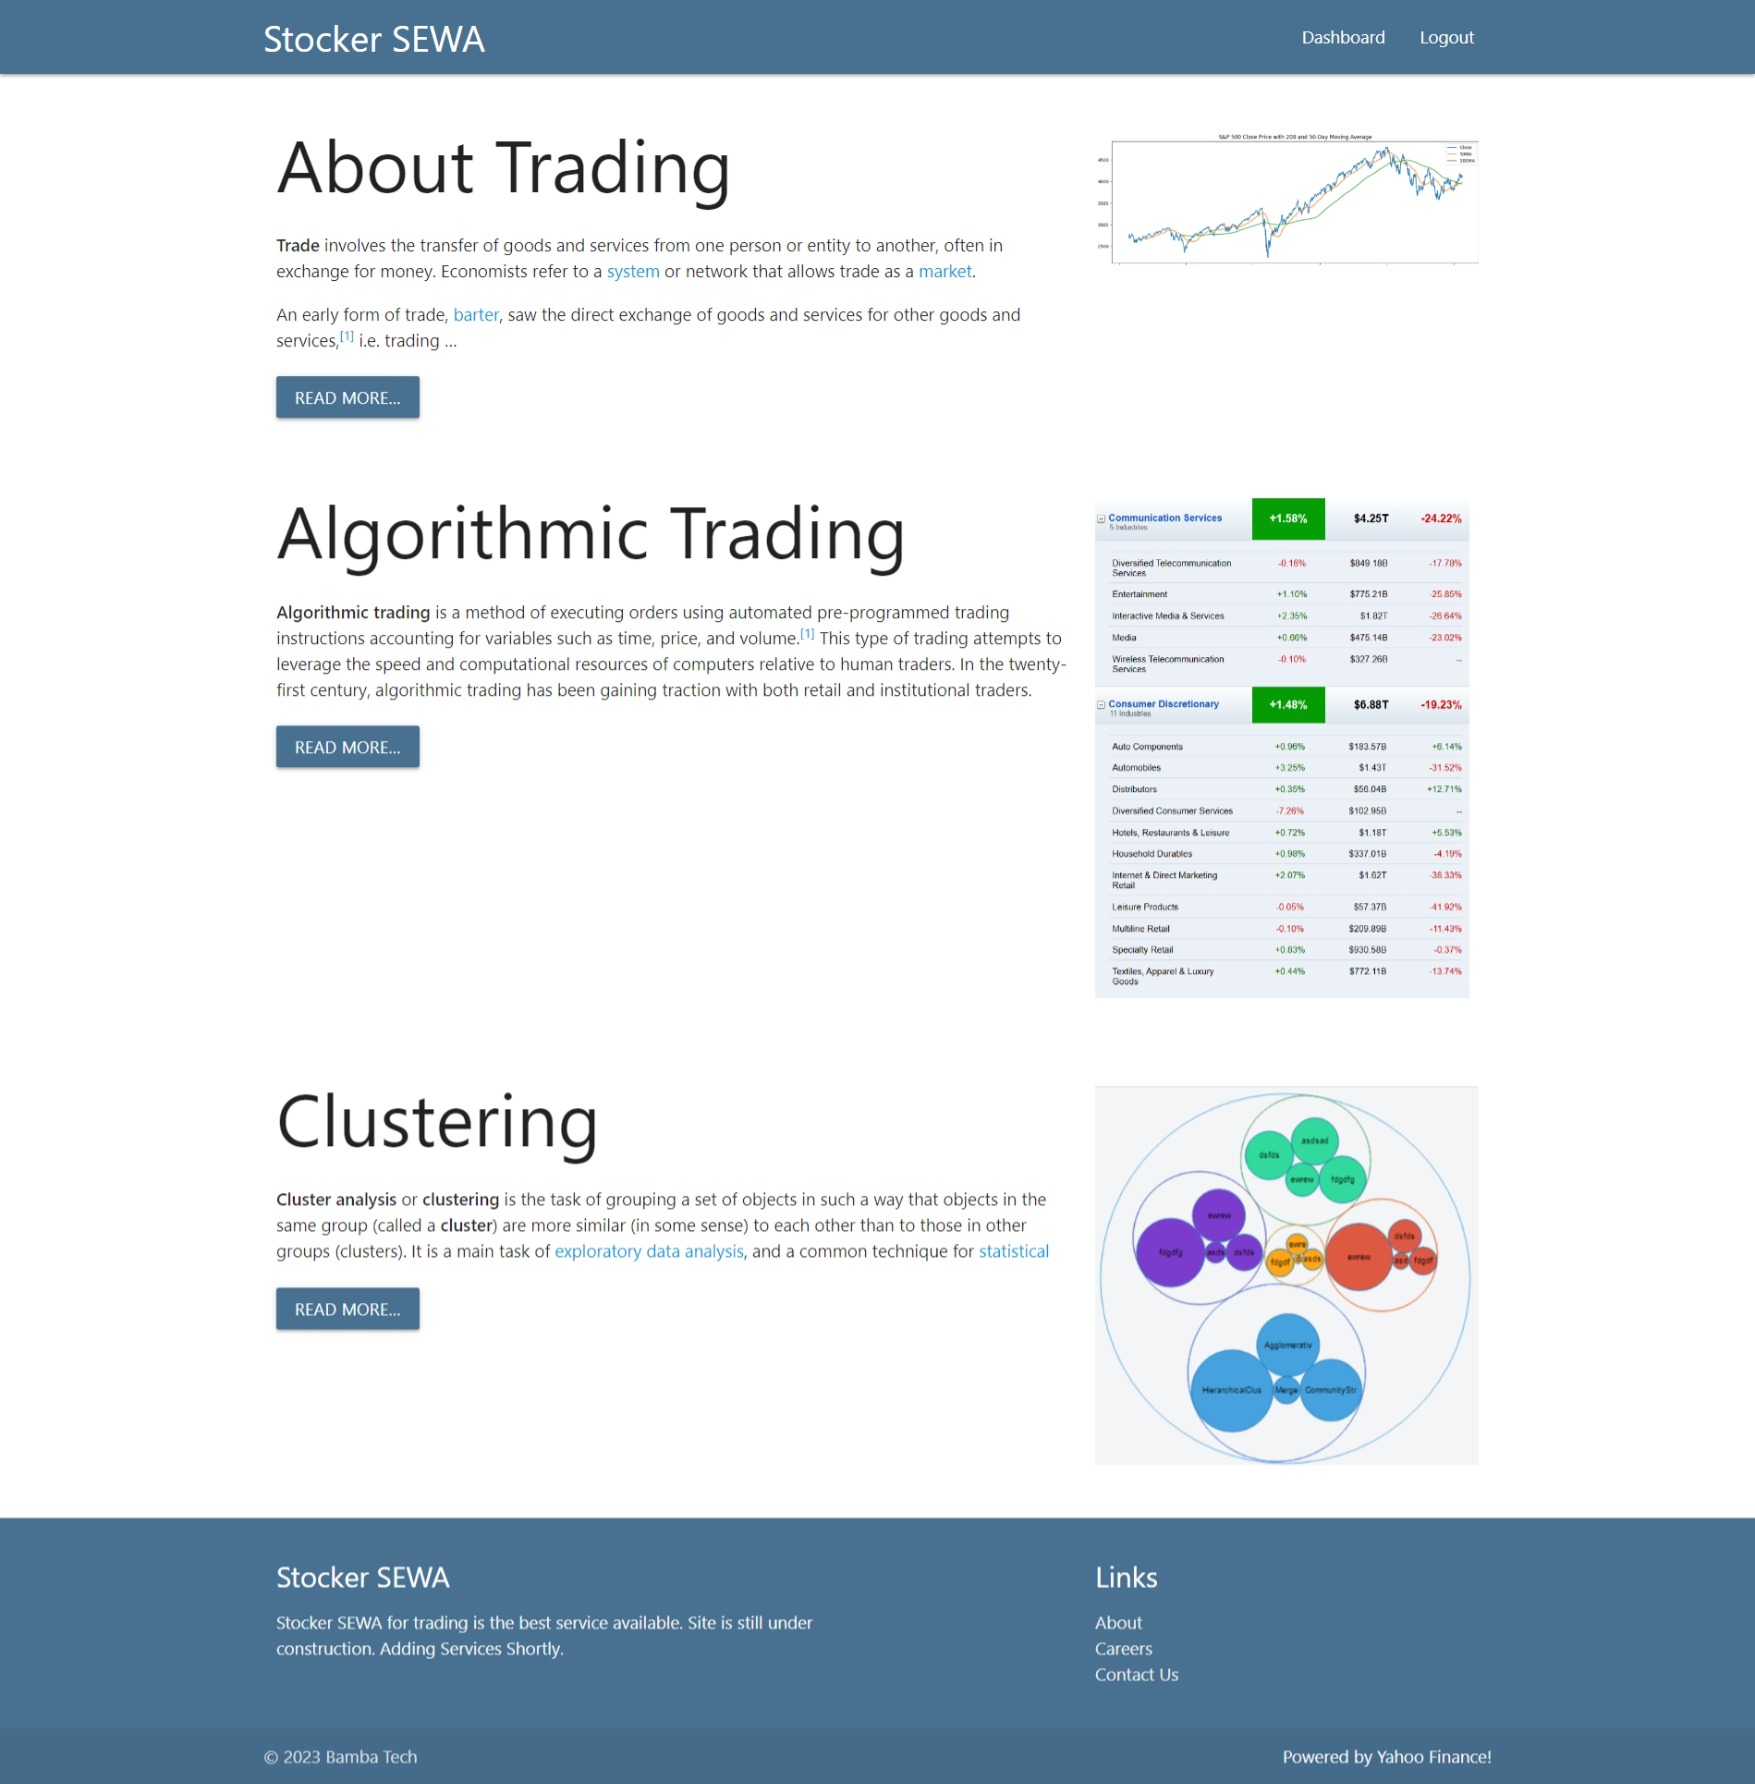 Stocker SEWA
Dashboard
Logout
About Trading
Trade involves the transfer of goods and services from one person or entity to another, often in
exchange for money. Economists refer to a system or network that allows trade as a market.
An early form of trade, barter, saw the direct exchange of goods and services for other goods and
services,[1] i.e. trading ...
READ MORE...
S&P 500 Close Price with 200 and 50-Day Moving Average
Close
50MA
200MA
4500
4000
3500
3000
2500
Algorithmic Trading
Algorithmic trading is a method of executing orders using automated pre-programmed trading
instructions accounting for variables such as time, price, and volume.[1] This type of trading attempts to
leverage the speed and computational resources of computers relative to human traders. In the twenty-
first century, algorithmic trading has been gaining traction with both retail and institutional traders.
READ MORE...
Communication Services +1.58% $4.25T -24.22%
5 Industries
Diversified Telecommunication -0.16% $849.18B -17.78%
Services
Entertainment +1.10% $775.21B -25.85%
Interactive Media & Services +2.35% $1.82T -26.64%
Media +0.66% $475.14B -23.02%
Wireless Telecommunication -0.10% $327.26B --
Services
Consumer Discretionary +1.48% $6.88T -19.23%
11 Industries
Auto Components +0.96% $183.57B +6.14%
Automobiles +3.25% $1.43T -31.52%
Distributors +0.35% $56.04B +12.71%
Diversified Consumer Services -7.26% $102.95B --
Hotels, Restaurants & Leisure +0.72% $1.18T +5.53%
Household Durables +0.98% $337.01B -4.19%
Internet & Direct Marketing +2.07% $1.62T -38.33%
Retail
Leisure Products -0.05% $57.37B -41.92%
Multiline Retail -0.10% $209.89B -11.43%
Specialty Retail +0.83% $930.58B -0.37%
Textiles, Apparel & Luxury +0.44% $772.11B -13.74%
Goods
Clustering
Cluster analysis or clustering is the task of grouping a set of objects in such a way that objects in the
same group (called a cluster) are more similar (in some sense) to each other than to those in other
groups (clusters). It is a main task of exploratory data analysis, and a common technique for statistical
READ MORE...
asdsad
dsfds
ewrew
fdgdfg
ewrew
fdgdfg
asds
dsfds
ewre
fdgdf
asds
dsfds
ewrew
asd
fdgdf
Agglomerativ
HierarchicalClus
Merge
CommunityStr
Stocker SEWA
Stocker SEWA for trading is the best service available. Site is still under
construction. Adding Services Shortly.
Links
About
Careers
Contact Us
© 2023 Bamba Tech
Powered by Yahoo Finance!